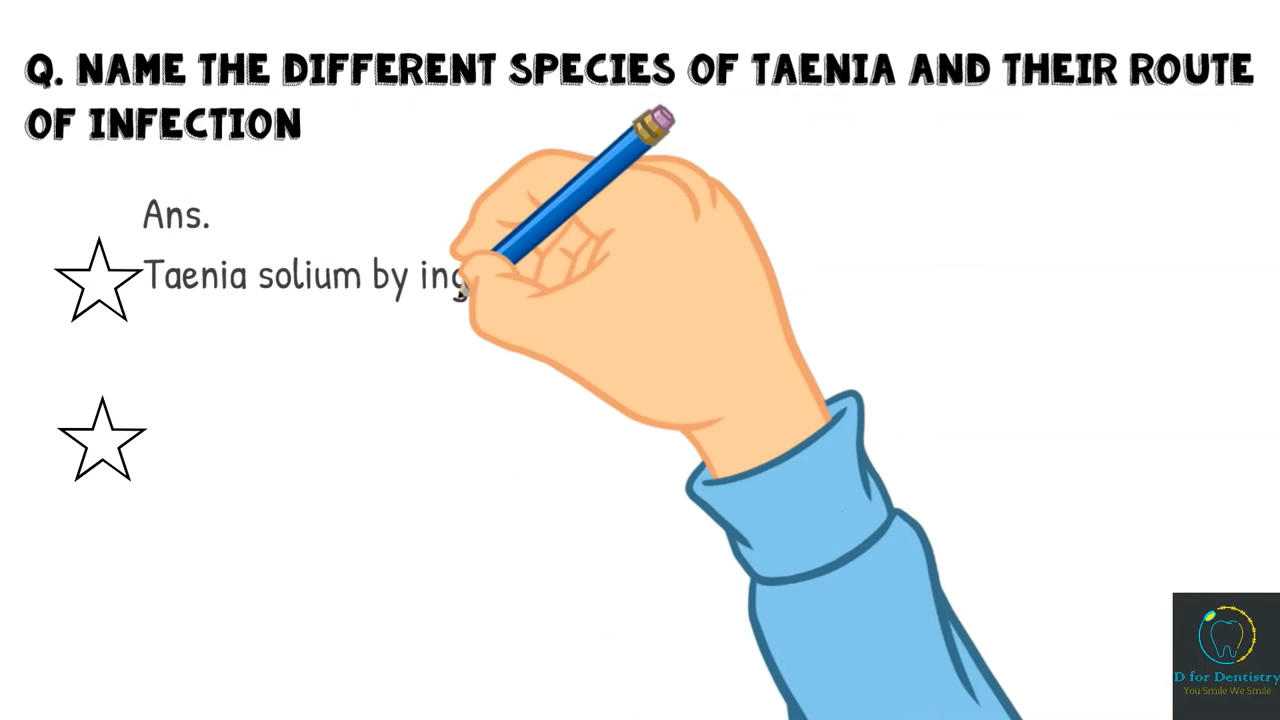 Q. NAME THE DIFFERENT SPECIES OF TAENIA AND THEIR ROUTE
OF INFECTION
Ans.
Taenia solium by ing
D for Dentistry
You Smile We Smile